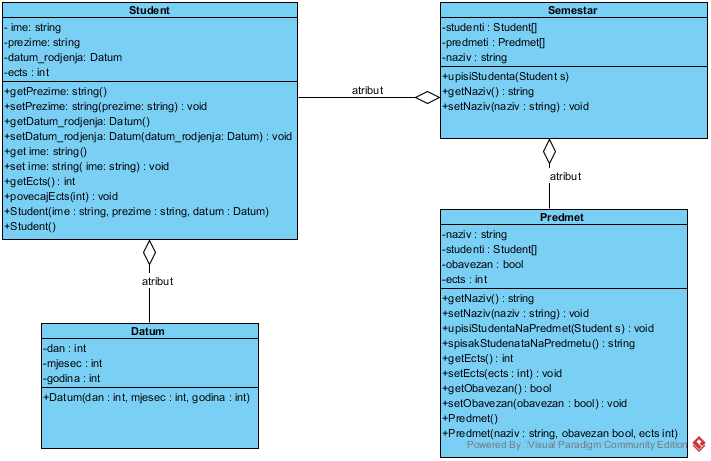 Student
- ime: string
-prezime: string
-datum_rodjenja: Datum
-ects : int
+getPrezime: string()
+setPrezime: string(prezime: string) : void
+getDatum_rodjenja: Datum()
+setDatum_rodjenja: Datum(datum_rodjenja: Datum) : void
+get ime: string()
+set ime: string( ime: string) : void
+getEcts() : int
+povecajEcts(int) : void
+Student(ime : string, prezime : string, datum : Datum)
+Student()
atribut
Semestar
-studenti : Student[]
-predmeti : Predmet[]
-naziv : string
+upisiStudenta(Student s)
+getNaziv() : string
+setNaziv(naziv : string) : void
atribut
atribut
Datum
-dan : int
-mjesec : int
-godina : int
+Datum(dan : int, mjesec : int, godina : int)
Predmet
-naziv : string
-studenti : Student[]
-obavezan : bool
-ects : int
+getNaziv() : string
+setNaziv(naziv : string) : void
+upisiStudentaNaPredmet(Student s) : void
+spisakStudenataNaPredmetu() : string
+getEcts() : int
+setEcts(ects : int) : void
+getObavezan() : bool
+setObavezan(obavezan : bool) : void
+Predmet()
+Predmet(naziv : string, obavezan bool, ects int)
Powered By Visual Paradigm Community Edition